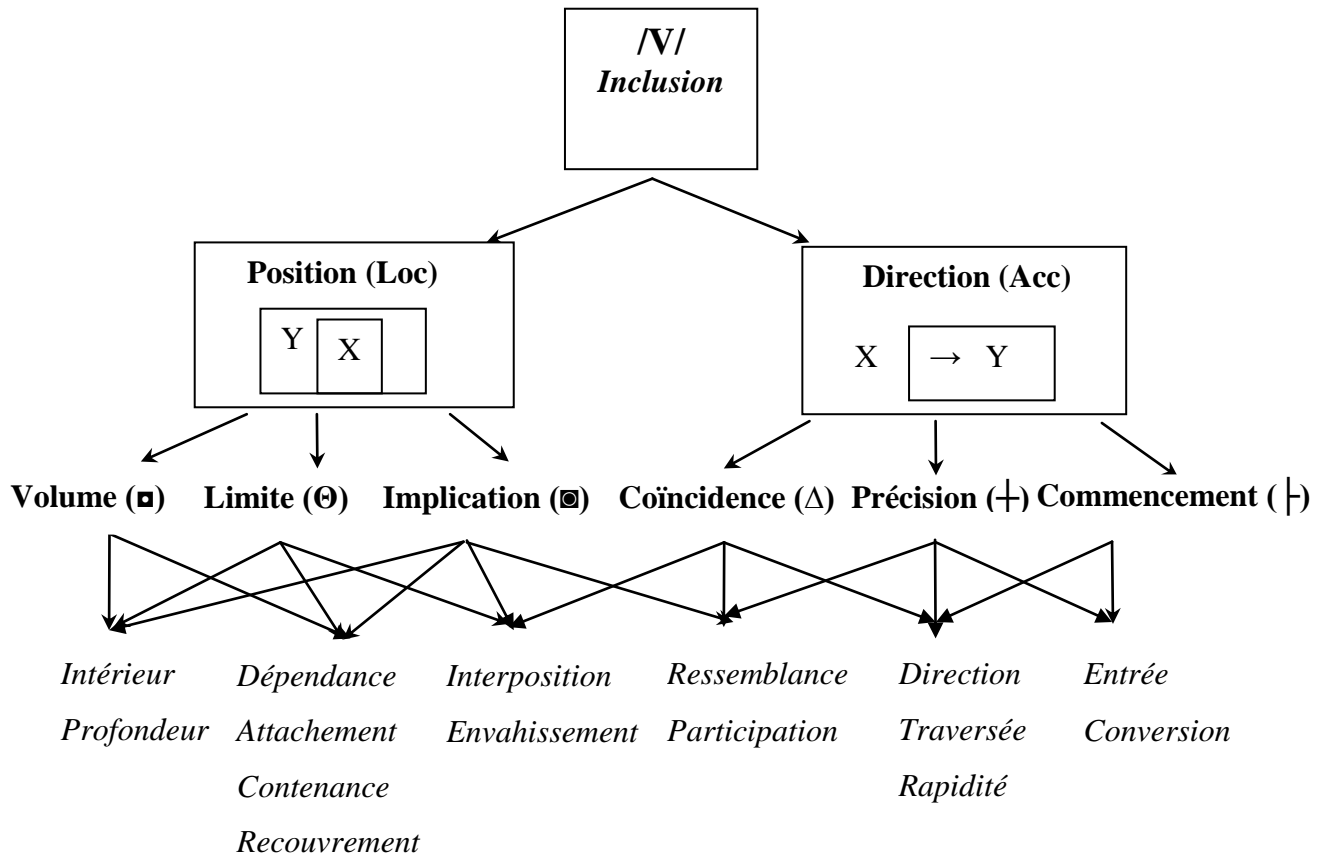 /V/
Inclusion
Position (Loc)
Y
X
Direction (Acc)
X
→ Y
Volume (◘) Limite (Θ) Implication (◙) Coïncidence (∆) Précision (┼) Commencement (├)
Intérieur Dépendance Interposition Ressemblance Direction Entrée
Profondeur Attachement Envahissement Participation Traversée Conversion
Contenance Rapidité
Recouvrement